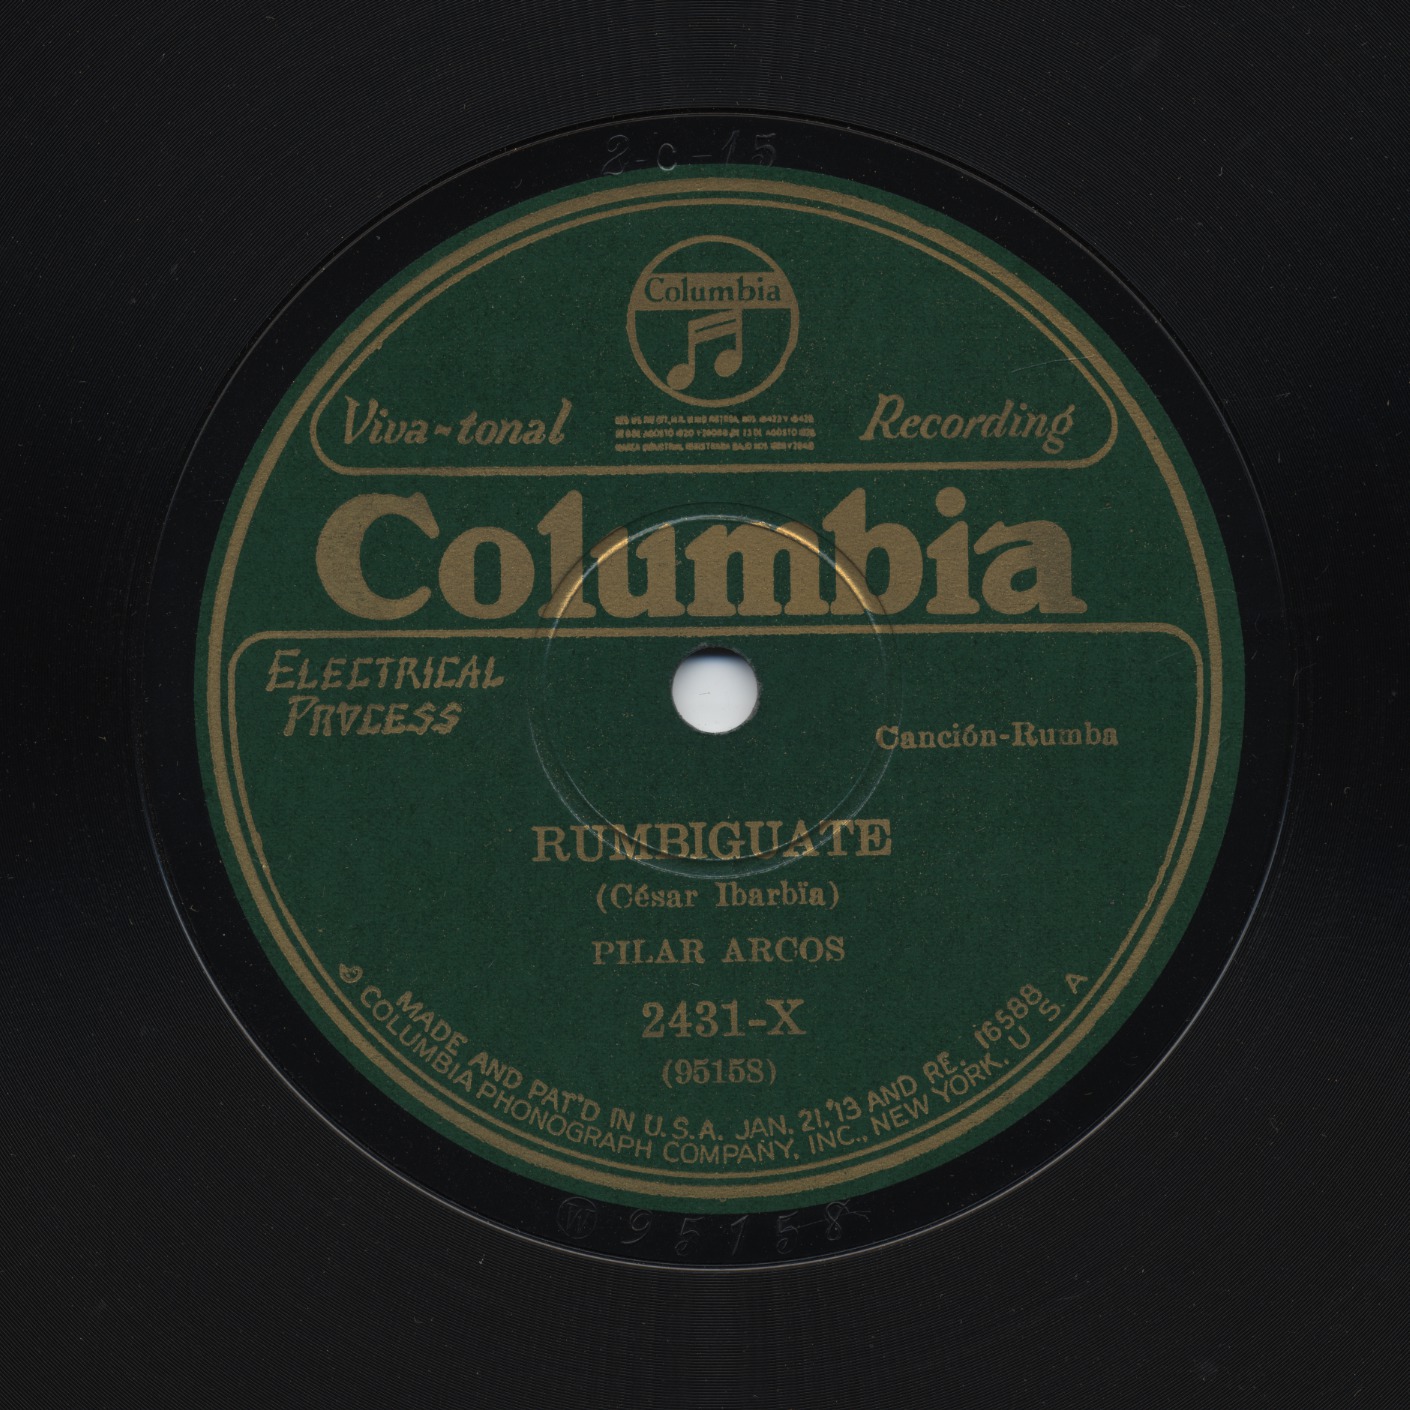 2-C-15
Columbia
Viva-tonal Recording
Columbia
ELECTRICAL
PROCESS
Canción-Rumba
RUMBIGUATE
(César Ibarbïa)
PILAR ARCOS
2431-X
(95158)
MADE AND PAT'D IN U.S.A. JAN. 21, '13 AND RE. 16588
COLUMBIA PHONOGRAPH COMPANY, INC., NEW YORK. U S. A
W 95158